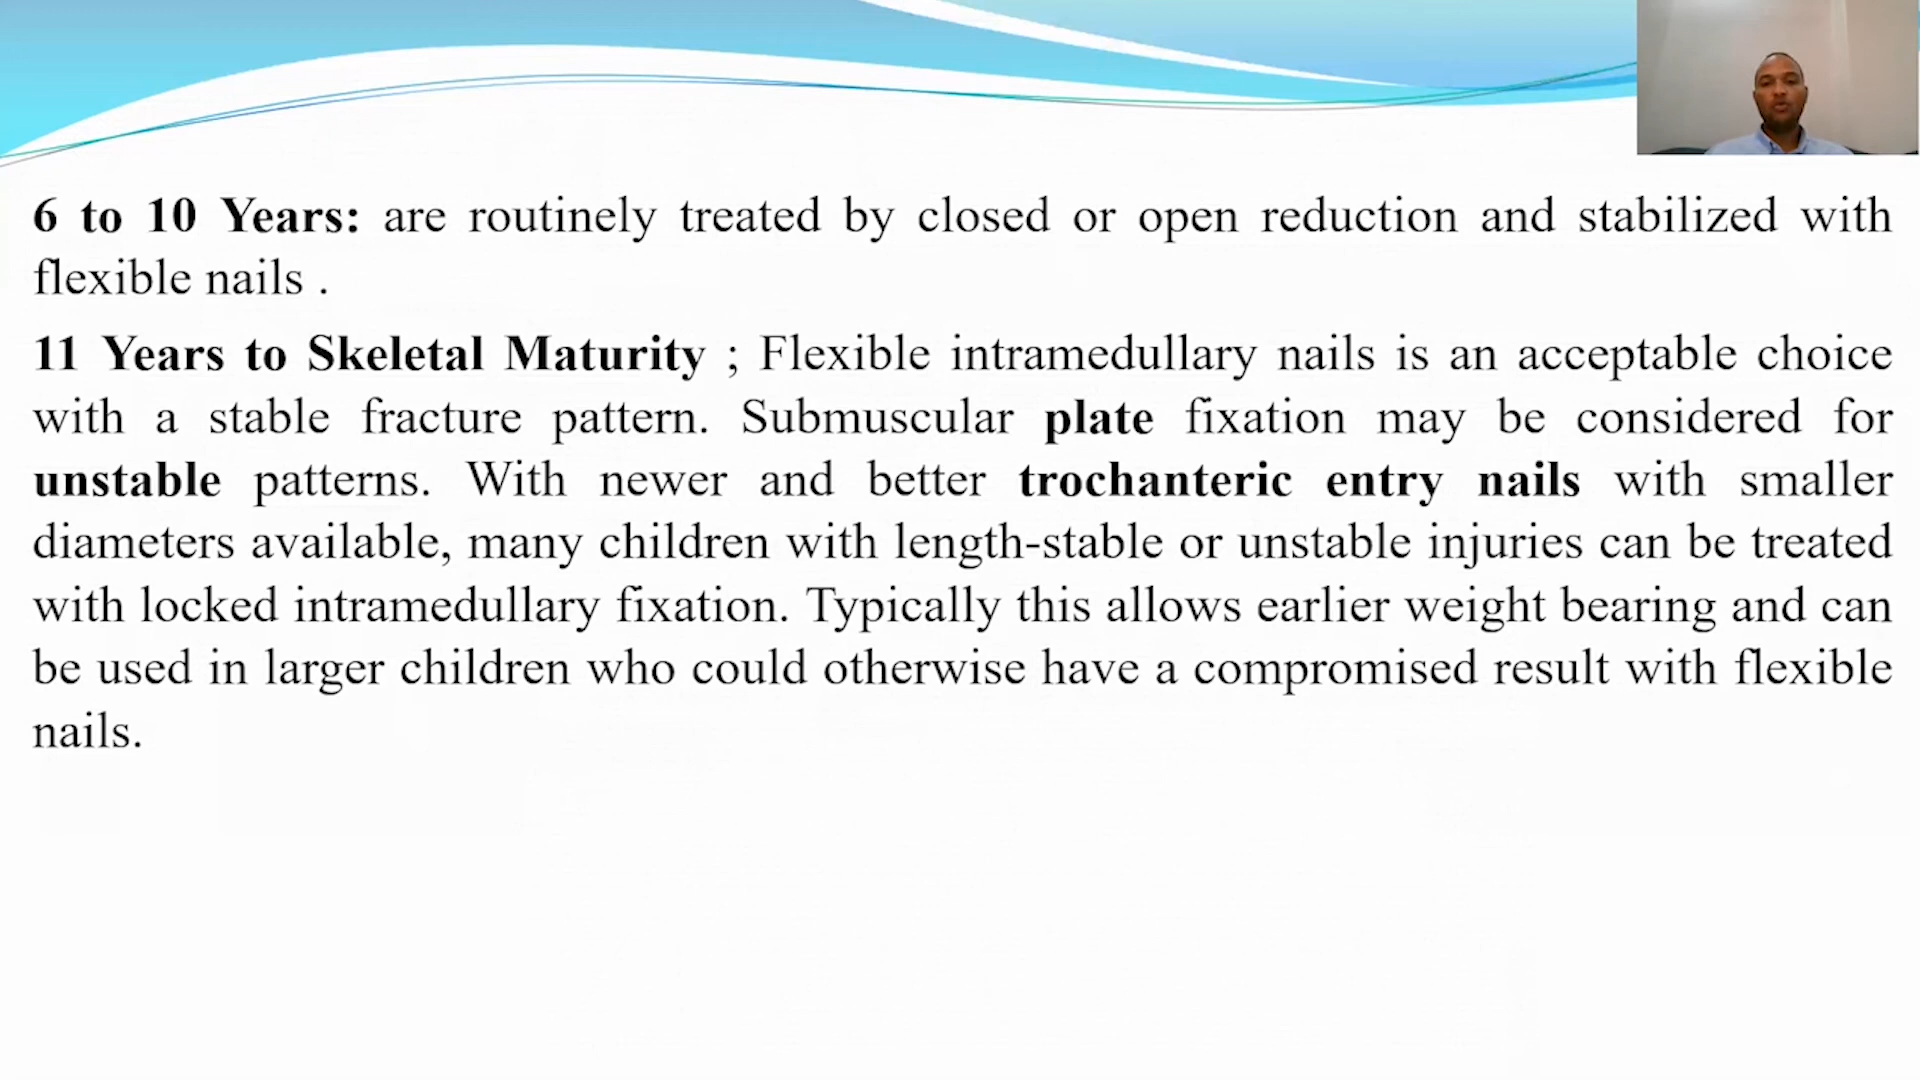 6 to 10 Years: are routinely treated by closed or open reduction and stabilized with
flexible nails .
11 Years to Skeletal Maturity ; Flexible intramedullary nails is an acceptable choice
with a stable fracture pattern. Submuscular plate fixation may be considered for
unstable patterns. With newer and better trochanteric entry nails with smaller
diameters available, many children with length-stable or unstable injuries can be treated
with locked intramedullary fixation. Typically this allows earlier weight bearing and can
be used in larger children who could otherwise have a compromised result with flexible
nails.